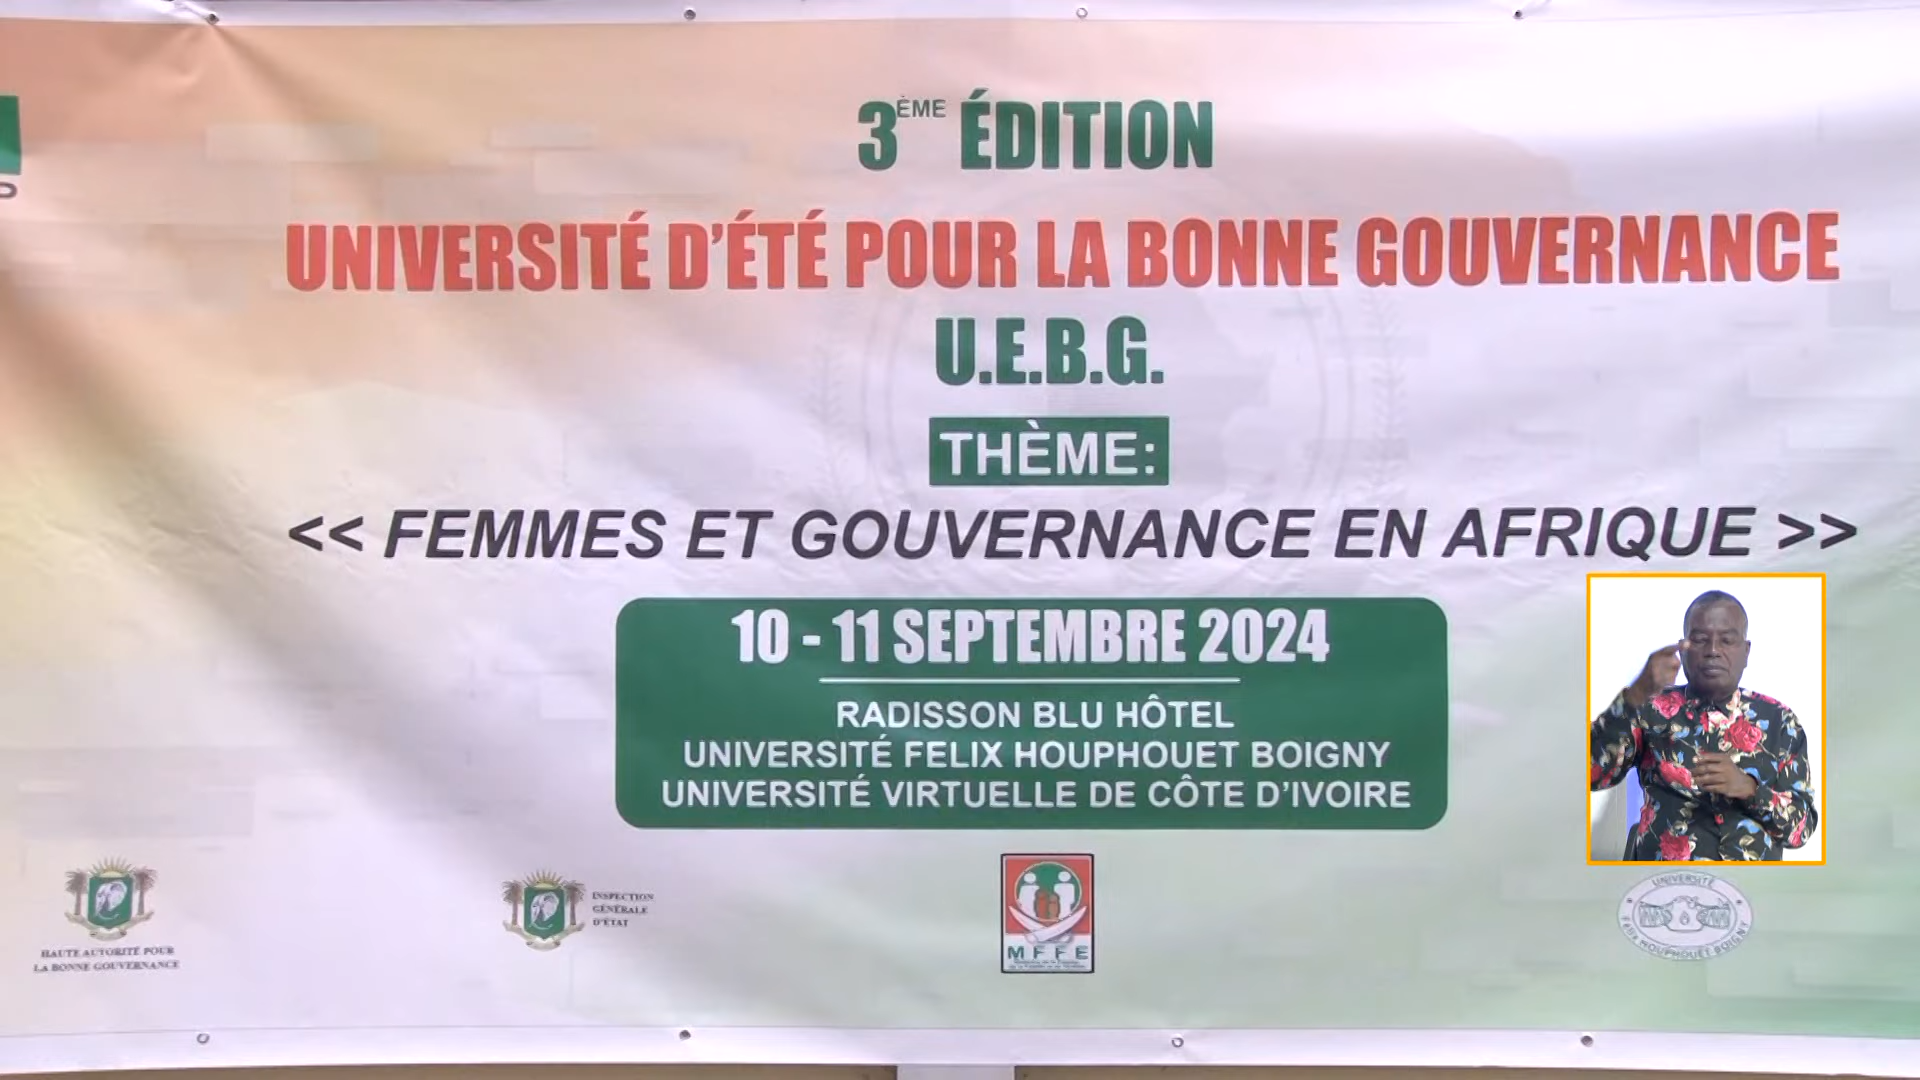 3ÈME ÉDITION
UNIVERSITÉ D'ÉTÉ POUR LA BONNE GOUVERNANCE
U.E.B.G.
THÈME:
<< FEMMES ET GOUVERNANCE EN AFRIQUE >>
10 - 11 SEPTEMBRE 2024
RADISSON BLU HÔTEL
UNIVERSITÉ FELIX HOUPHOUET BOIGNY
UNIVERSITÉ VIRTUELLE DE CÔTE D'IVOIRE
HAUTE AUTORITÉ POUR
LA BONNE GOUVERNANCE
INSPECTION
GÉNÉRALE
D'ÉTAT
MFFE
UNIVERSITÉ
FELIX HOUPHOUËT BOIGNY